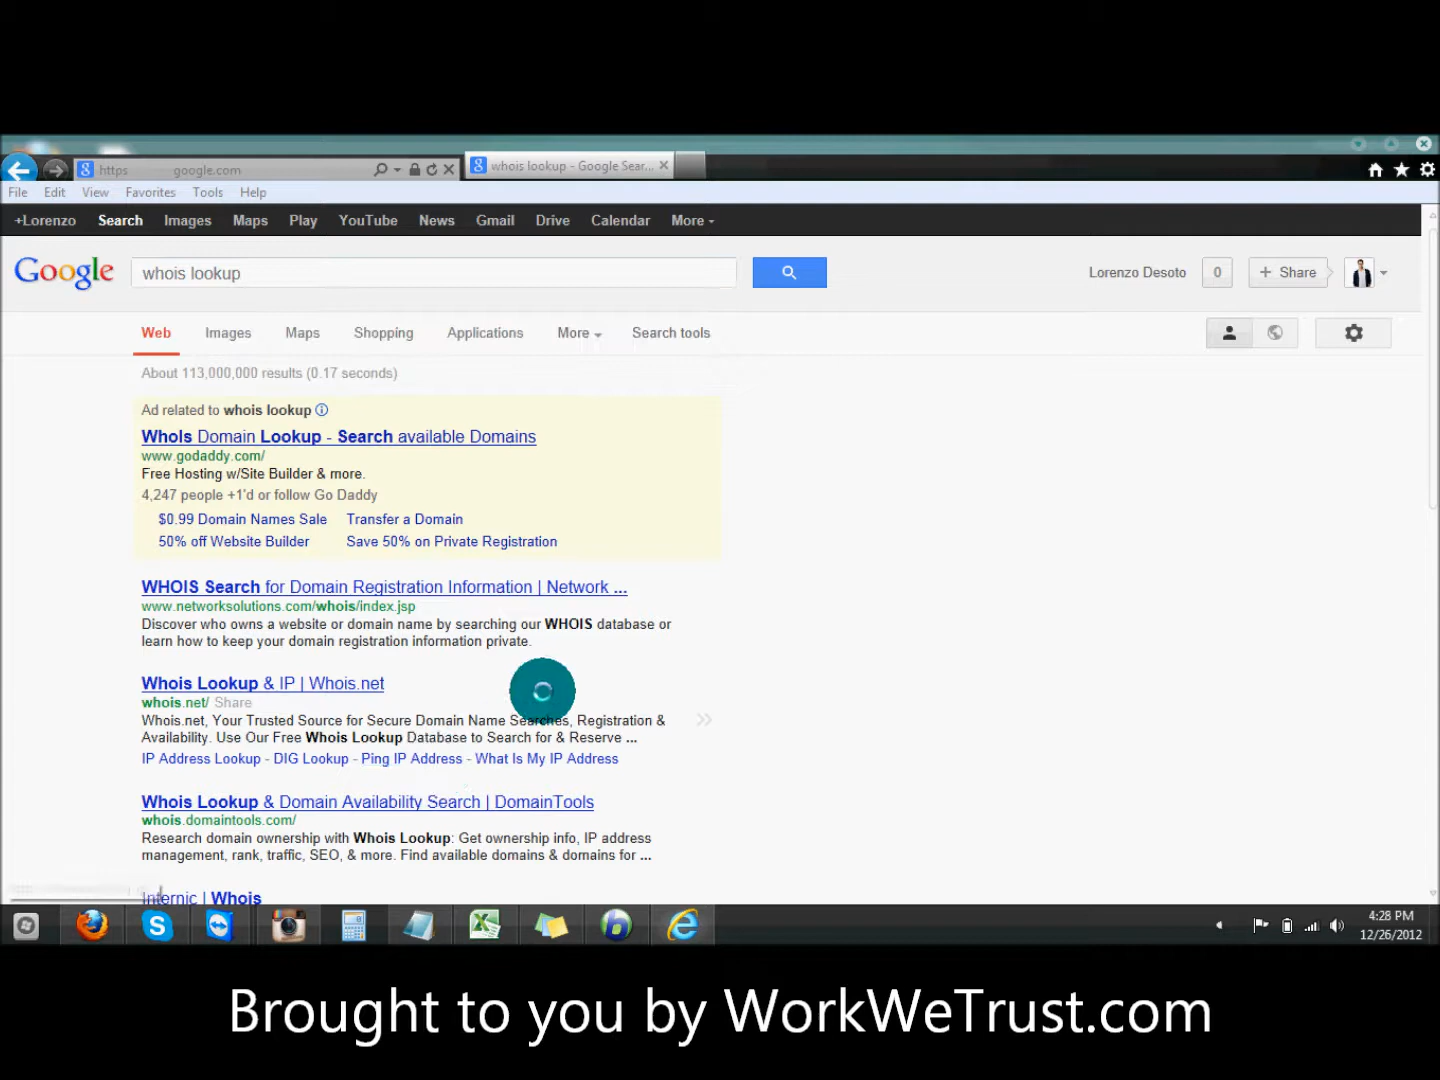 https google.com
whois lookup - Google Sear...
File Edit View Favorites Tools Help
+Lorenzo Search Images Maps Play YouTube News Gmail Drive Calendar More
Google whois lookup Lorenzo Desoto 0 + Share
Web Images Maps Shopping Applications More Search tools
About 113,000,000 results (0.17 seconds)
Ad related to whois lookup
WhoIs Domain Lookup - Search available Domains
www.godaddy.com/
Free Hosting w/Site Builder & more.
4,247 people +1'd or follow Go Daddy
$0.99 Domain Names Sale Transfer a Domain
50% off Website Builder Save 50% on Private Registration
WHOIS Search for Domain Registration Information | Network ...
www.networksolutions.com/whois/index.jsp
Discover who owns a website or domain name by searching our WHOIS database or
learn how to keep your domain registration information private.
Whois Lookup & IP | Whois.net
whois.net/ Share
Whois.net, Your Trusted Source for Secure Domain Name Searches, Registration &
Availability. Use Our Free Whois Lookup Database to Search for & Reserve ...
IP Address Lookup - DIG Lookup - Ping IP Address - What Is My IP Address
Whois Lookup & Domain Availability Search | DomainTools
whois.domaintools.com/
Research domain ownership with Whois Lookup: Get ownership info, IP address
management, rank, traffic, SEO, & more. Find available domains & domains for ...
Internic | Whois
4:28 PM
12/26/2012
Brought to you by WorkWeTrust.com